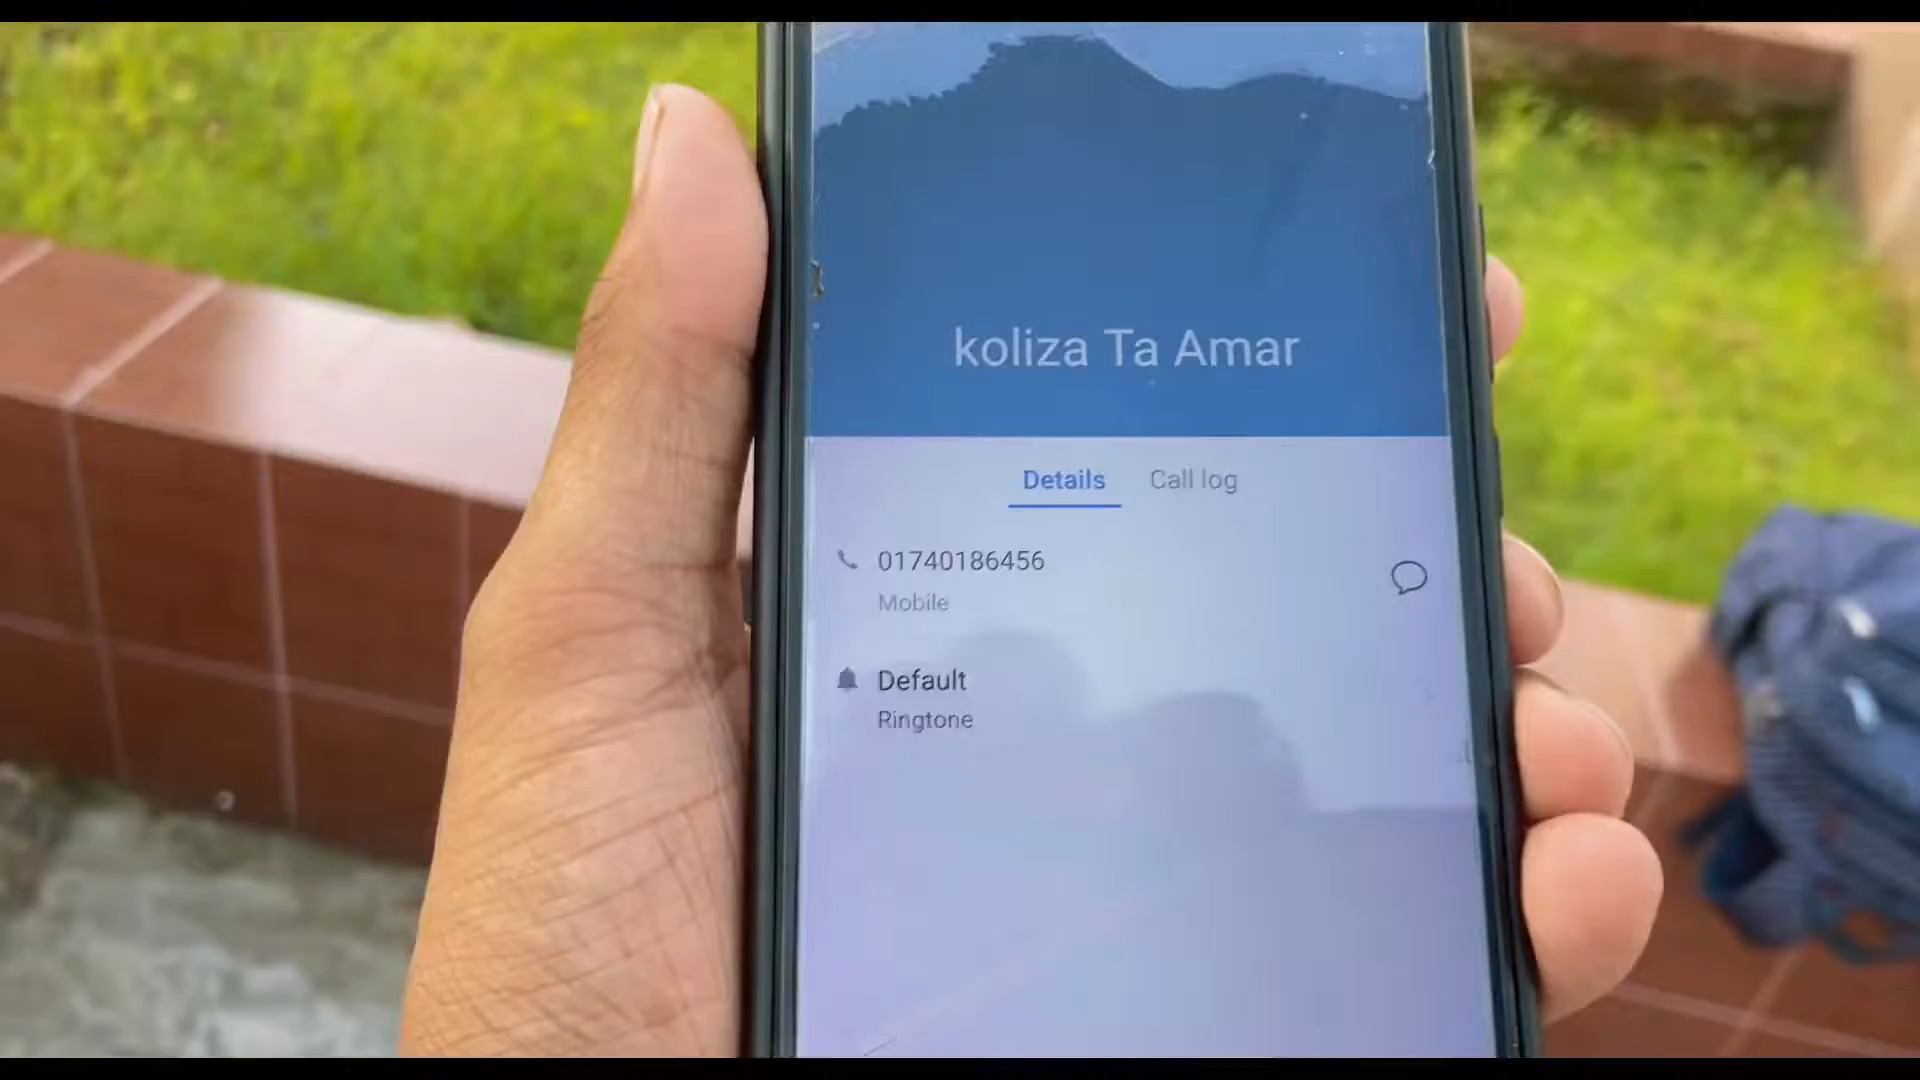 koliza Ta Amar
Details Call log
01740186456
Mobile
Default
Ringtone